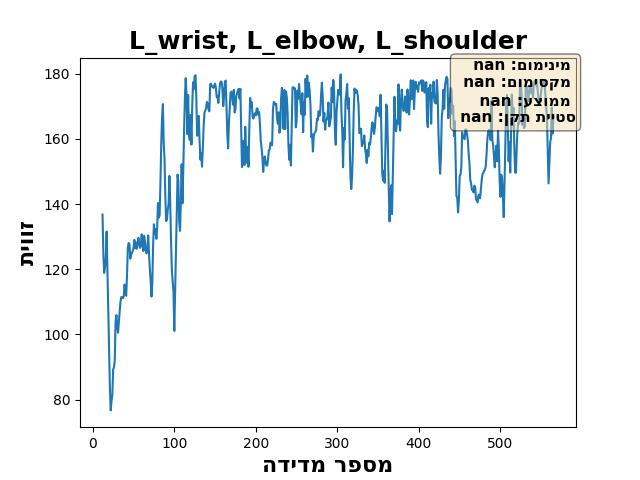 L_wrist, L_elbow, L_shoulder
מינימום: nan
מקסימום: nan
ממוצע: nan
סטיית תקן: nan
180
160
140
120
100
80
זווית
0 100 200 300 400 500
מספר מדידה